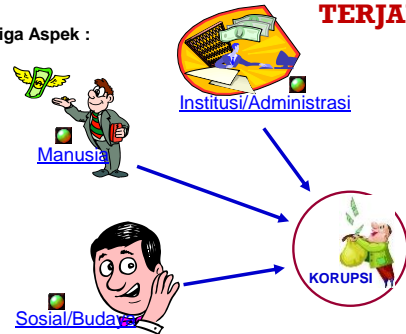 TERJA
iga Aspek :
Institusi/Administrasi
Manusia
KORUPSI
Sosial/Budaya